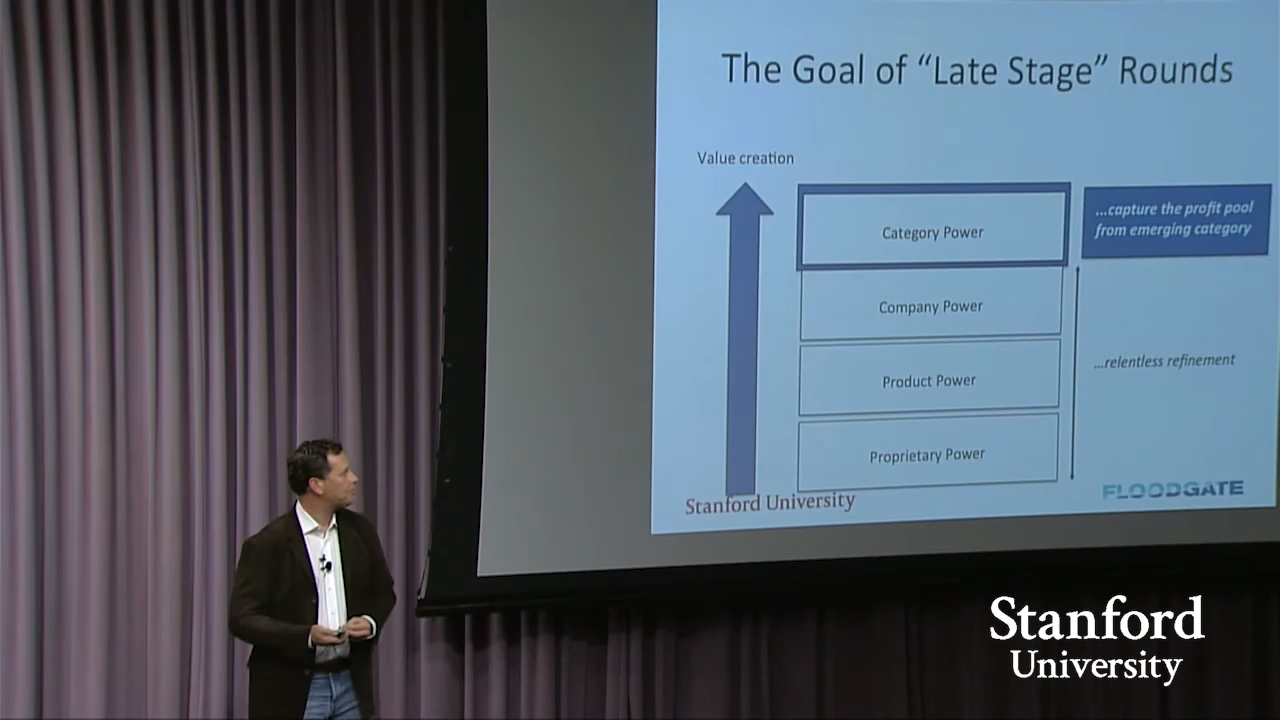 The Goal of “Late Stage” Rounds
Value creation
Category Power
...capture the profit pool
from emerging category
Company Power
Product Power
...relentless refinement
Proprietary Power
Stanford University
FLOODGATE
Stanford
University